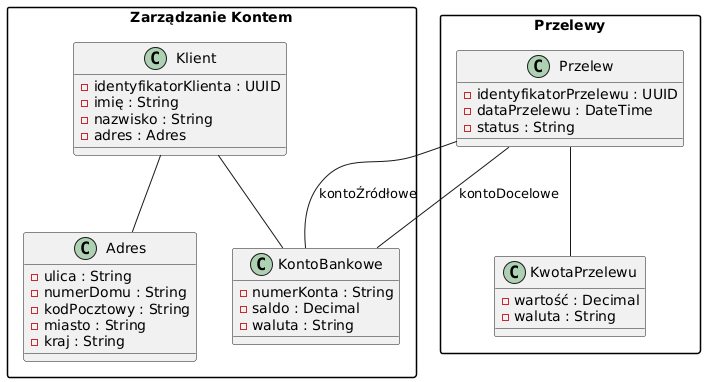 Zarządzanie Kontem
C Klient
identyfikatorKlienta : UUID
imię : String
nazwisko : String
adres : Adres
C Adres
ulica : String
numerDomu : String
kodPocztowy : String
miasto : String
kraj : String
C KontoBankowe
numerKonta : String
saldo : Decimal
waluta : String
kontoŹródłowe
kontoDocelowe
Przelewy
C Przelew
identyfikatorPrzelewu : UUID
dataPrzelewu : DateTime
status : String
C KwotaPrzelewu
wartość : Decimal
waluta : String